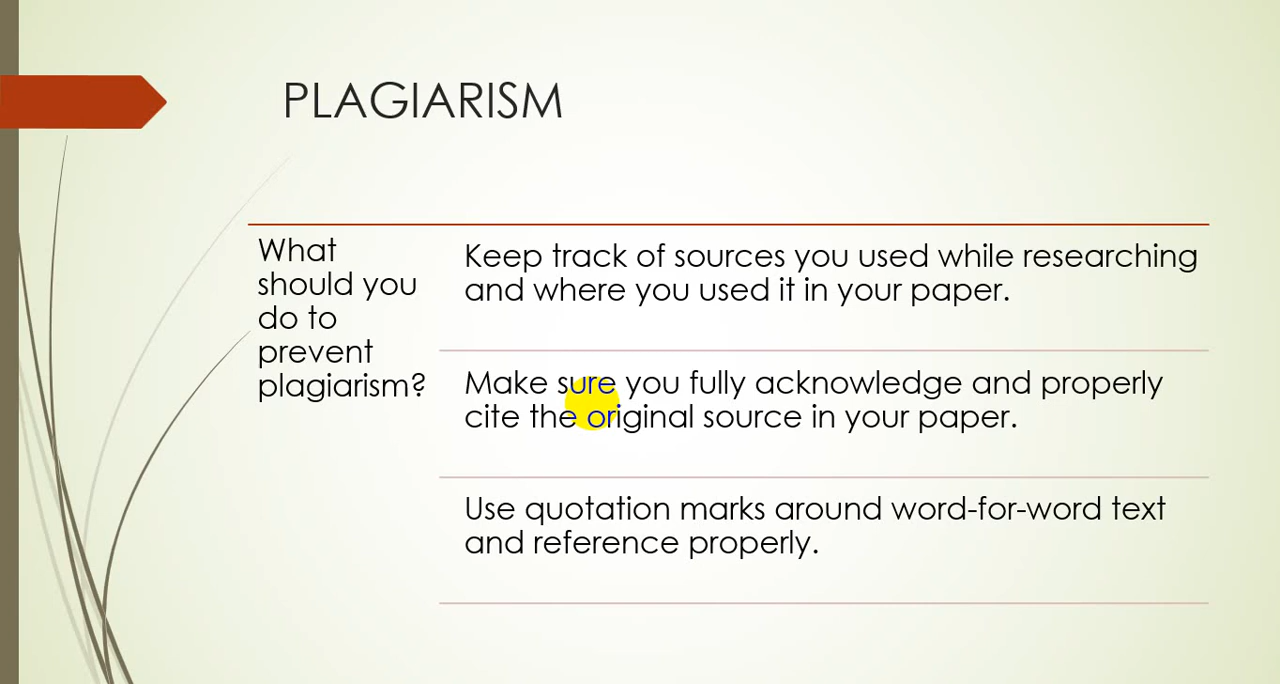 PLAGIARISM
What
should you
do to
prevent
plagiarism?
Keep track of sources you used while researching
and where you used it in your paper.
Make sure you fully acknowledge and properly
cite the original source in your paper.
Use quotation marks around word-for-word text
and reference properly.